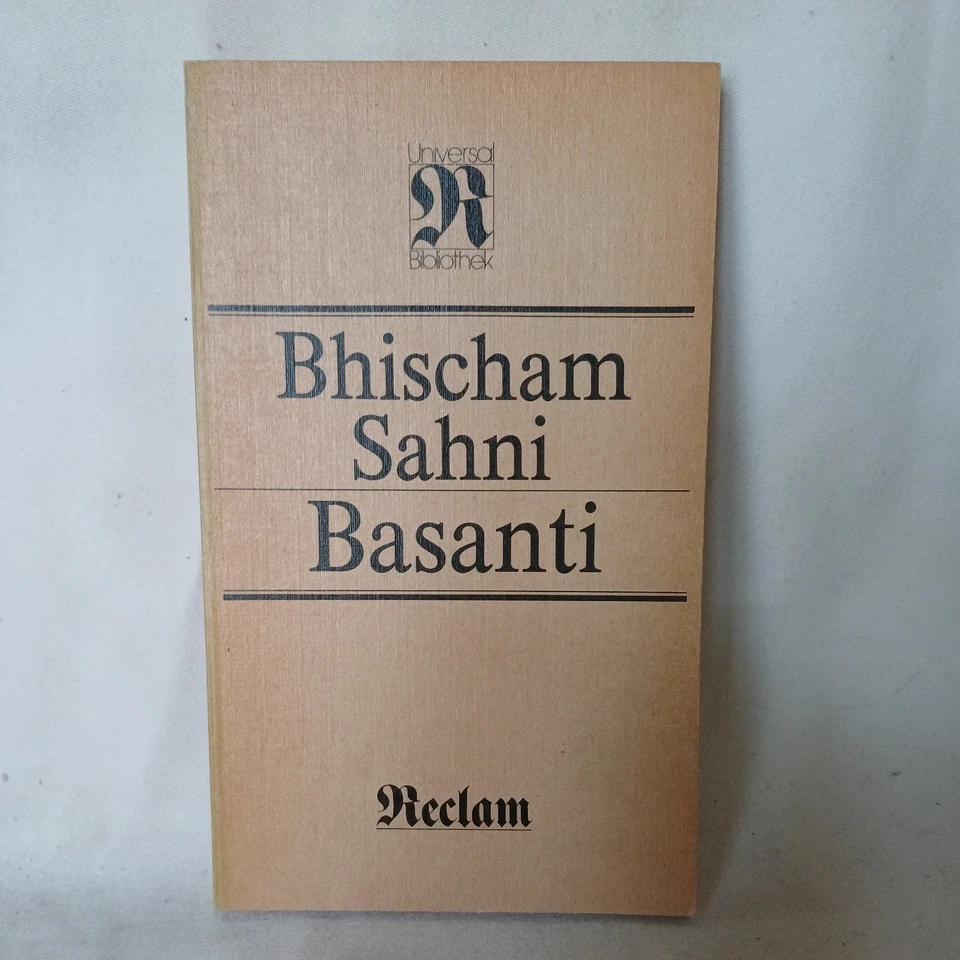 Universal
R
Bibliothek
Bhischam
Sahni
Basanti
Reclam